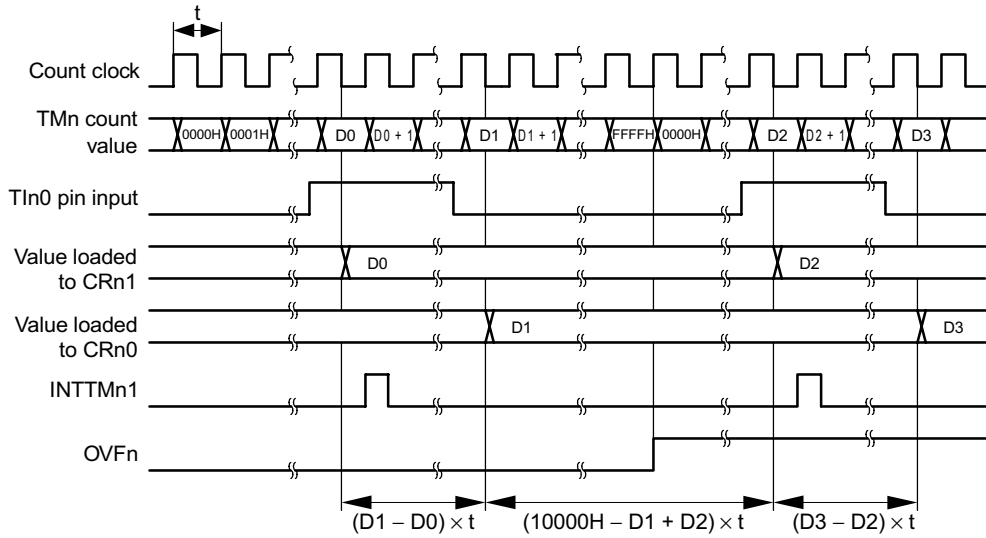 t
Count clock
TMn count
value
0000H 0001H D0 D0 + 1 D1 D1 + 1 FFFFH 0000H D2 D2 + 1 D3
TIn0 pin input
Value loaded
to CRn1
D0 D2
Value loaded
to CRn0
D1 D3
INTTMn1
OVFn
(D1 − D0) × t (10000H − D1 + D2) × t (D3 − D2) × t